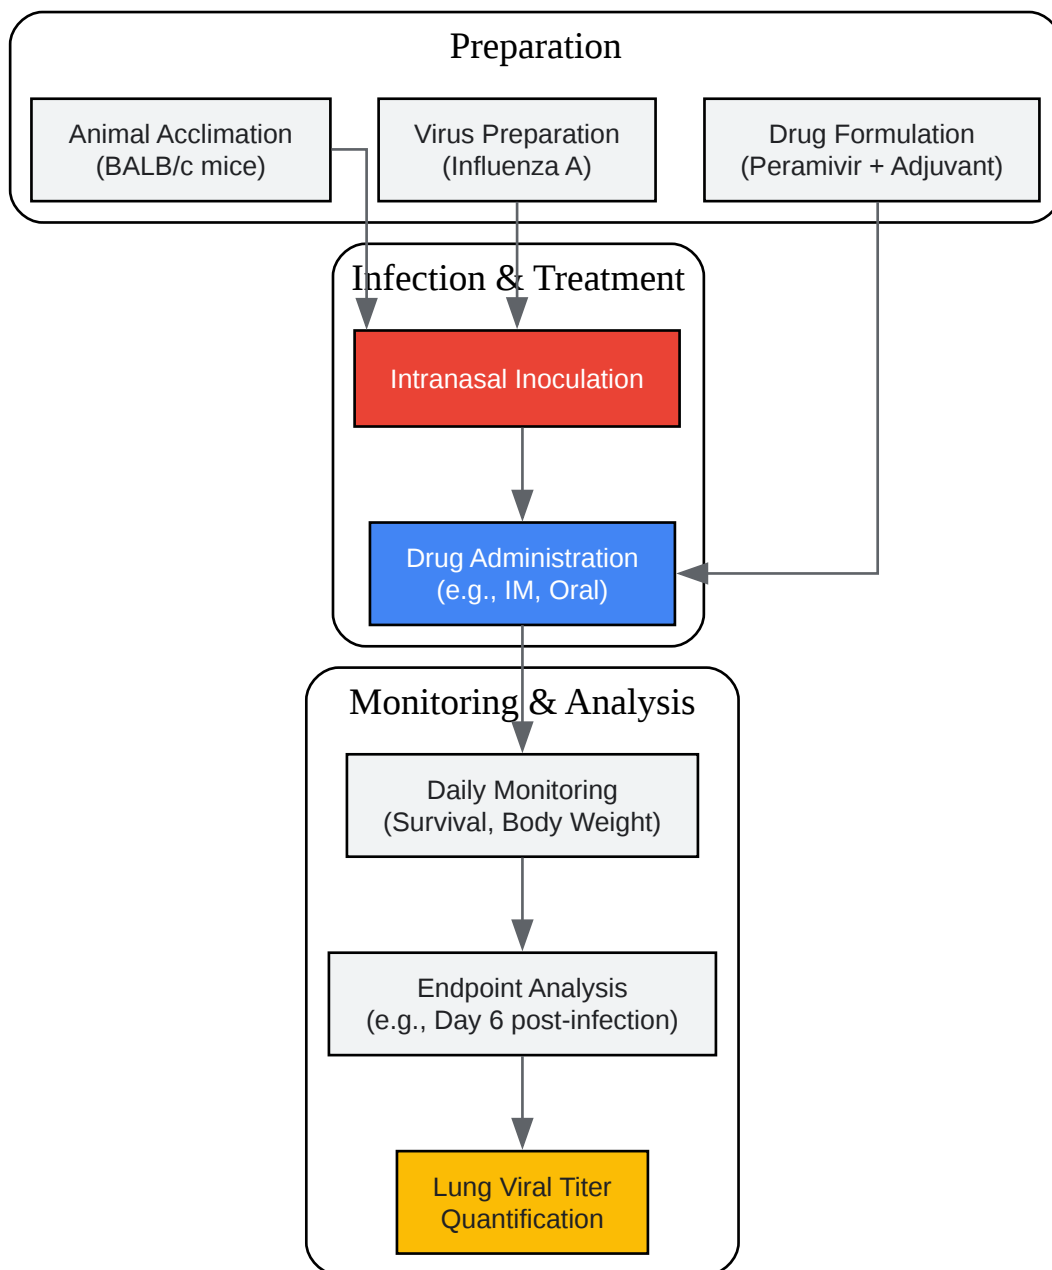 Preparation
Animal Acclimation
(BALB/c mice)
Virus Preparation
(Influenza A)
Drug Formulation
(Peramivir + Adjuvant)
Infection & Treatment
Intranasal Inoculation
Drug Administration
(e.g., IM, Oral)
Monitoring & Analysis
Daily Monitoring
(Survival, Body Weight)
Endpoint Analysis
(e.g., Day 6 post-infection)
Lung Viral Titer
Quantification